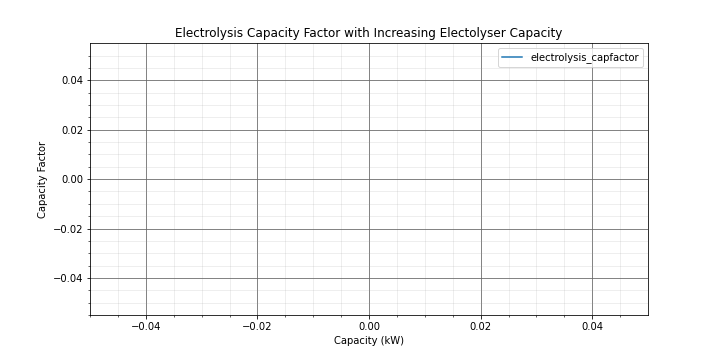 Electrolysis Capacity Factor with Increasing Electolyser Capacity
electrolysis_capfactor
0.04
0.02
0.00
−0.02
−0.04
Capacity Factor
−0.04 −0.02 0.00 0.02 0.04
Capacity (kW)